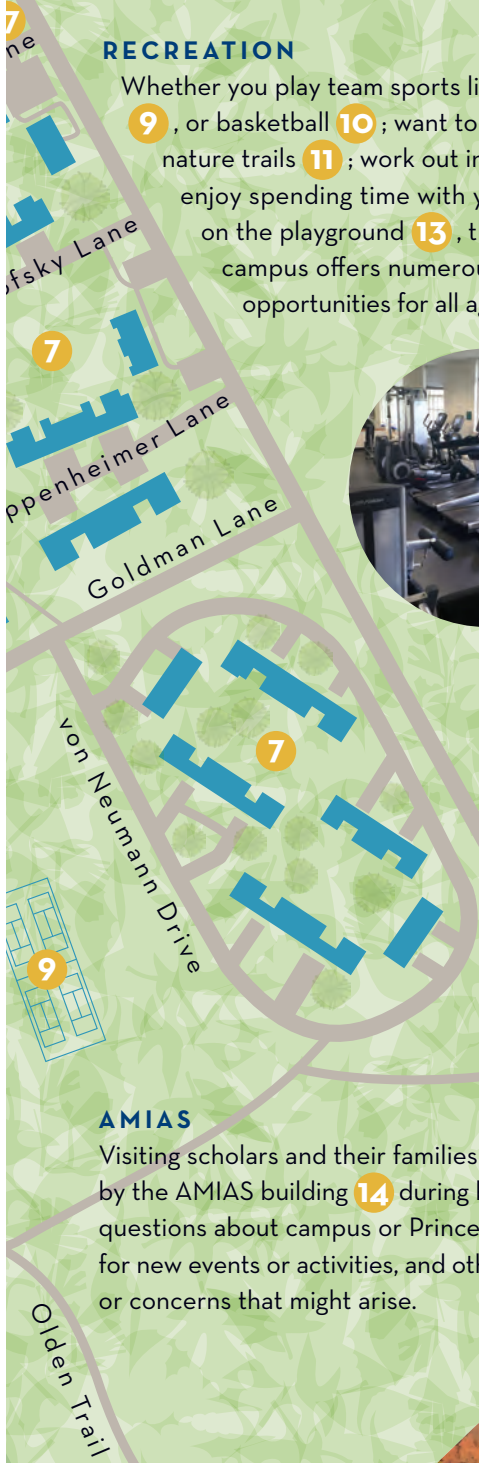 7
ne
RECREATION
Whether you play team sports li
9 , or basketball 10 ; want to
nature trails 11 ; work out in
enjoy spending time with y
on the playground 13 , t
campus offers numerou
opportunities for all a
ofsky Lane
7
ppenheimer Lane
Goldman Lane
von Neumann Drive
7
9
AMIAS
Visiting scholars and their families
by the AMIAS building 14 during
questions about campus or Prince
for new events or activities, and oth
or concerns that might arise.
Olden Trail